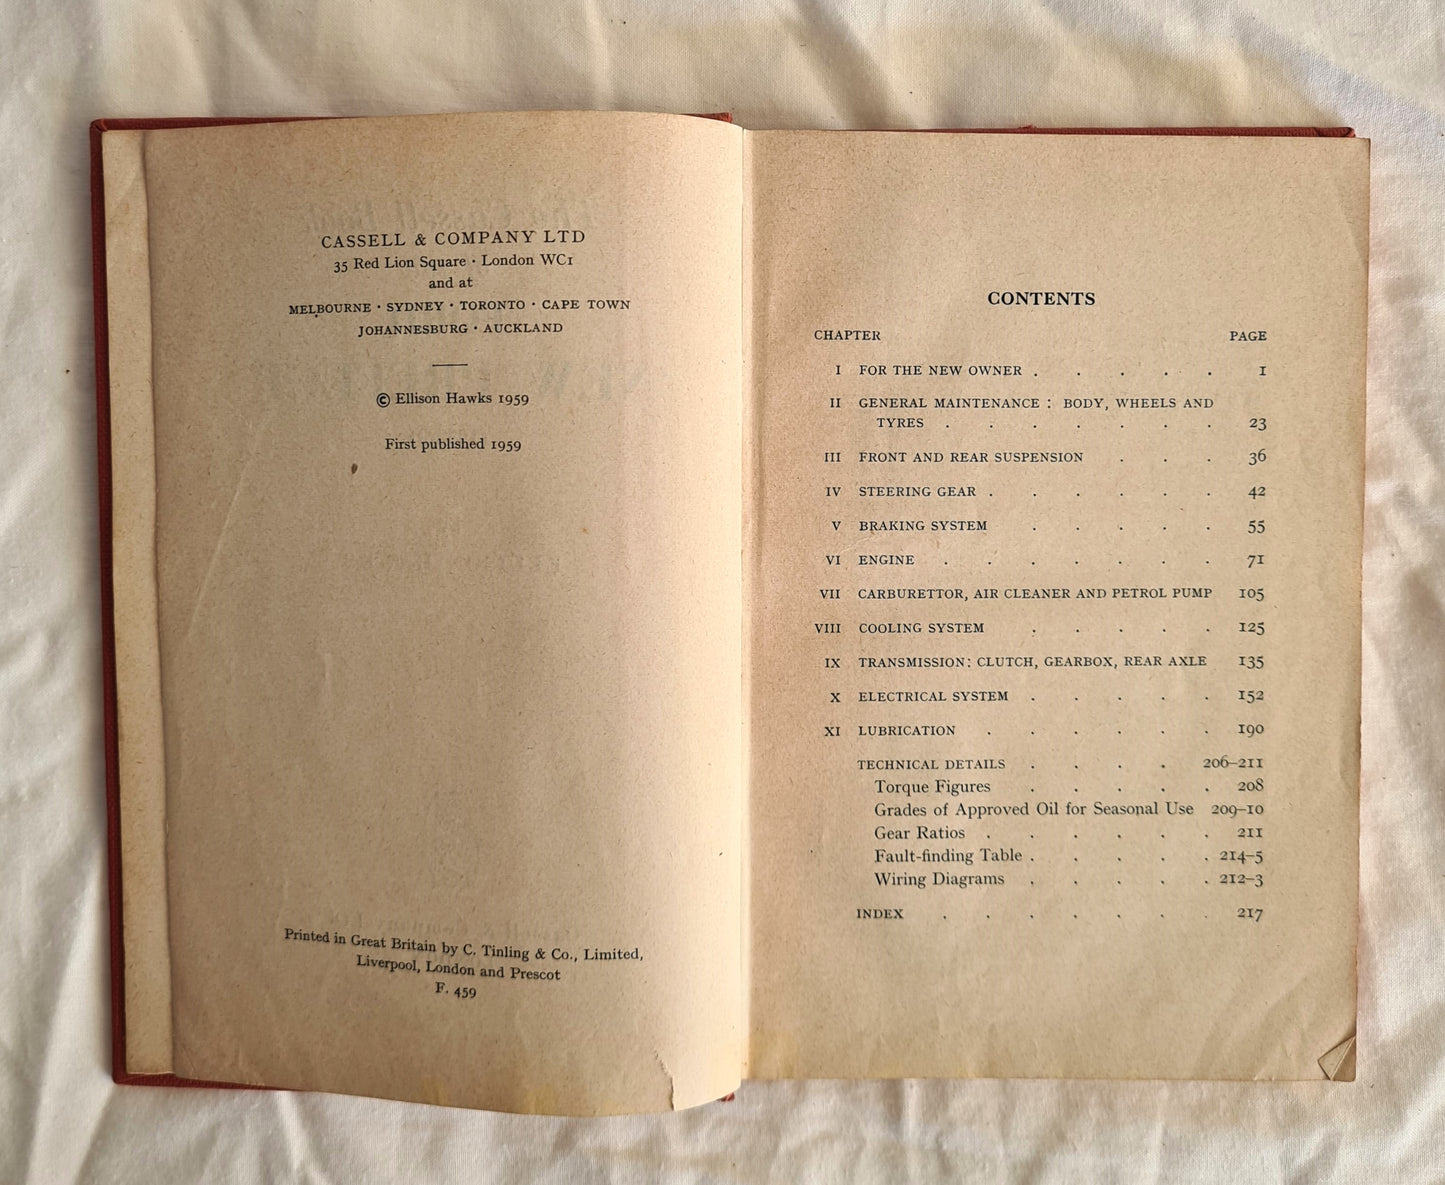 CASSELL & COMPANY LTD
35 Red Lion Square · London WC1
and at
MELBOURNE · SYDNEY · TORONTO · CAPE TOWN
JOHANNESBURG · AUCKLAND
© Ellison Hawks 1959
First published 1959
Printed in Great Britain by C. Tinling & Co., Limited,
Liverpool, London and Prescot
F. 459
CONTENTS
CHAPTER PAGE
I FOR THE NEW OWNER . . . . . 1
II GENERAL MAINTENANCE : BODY, WHEELS AND
TYRES . . . . . . . 23
III FRONT AND REAR SUSPENSION . . . 36
IV STEERING GEAR . . . . . . 42
V BRAKING SYSTEM . . . . . 55
VI ENGINE . . . . . . . 71
VII CARBURETTOR, AIR CLEANER AND PETROL PUMP 105
VIII COOLING SYSTEM . . . . . 125
IX TRANSMISSION: CLUTCH, GEARBOX, REAR AXLE 135
X ELECTRICAL SYSTEM . . . . . 152
XI LUBRICATION . . . . . . 190
TECHNICAL DETAILS . . . . 206–211
Torque Figures . . . . . 208
Grades of Approved Oil for Seasonal Use 209–10
Gear Ratios . . . . . . 211
Fault-finding Table . . . . . 214–5
Wiring Diagrams . . . . . 212–3
INDEX . . . . . . . 217